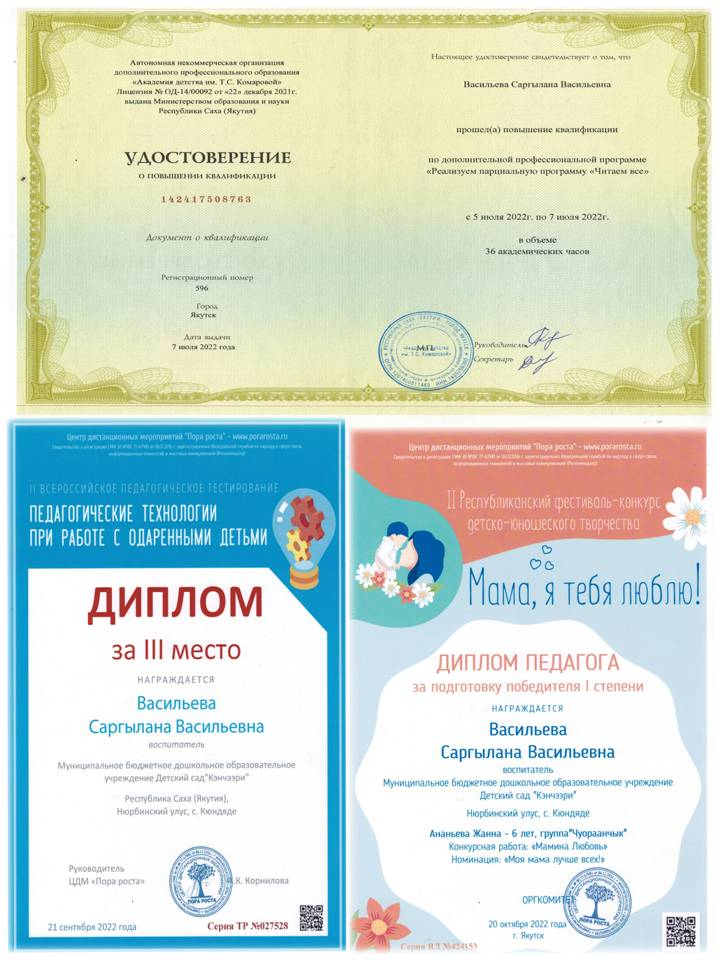 Автономная некоммерческая организация
дополнительного профессионального образования
«Академия детства им. Т.С. Комаровой»
Лицензия № ОД-14/00092 от «22» декабря 2021г.
выдана Министерством образования и науки
Республики Саха (Якутия)
УДОСТОВЕРЕНИЕ
О ПОВЫШЕНИИ КВАЛИФИКАЦИИ
142417508763
Документ о квалификации
Регистрационный номер
596
Город
Якутск
Дата выдачи
7 июля 2022 года
Настоящее удостоверение свидетельствует о том, что
Васильева Саргылана Васильевна
прошел(а) повышение квалификации
по дополнительной профессиональной программе
«Реализуем парциальную программу «Читаем все»
с 5 июля 2022г. по 7 июля 2022г.
в объеме
36 академических часов
М.П.
Руководитель
Секретарь
Центр дистанционных мероприятий "Пора роста" - www.porarosta.ru
II ВСЕРОССИЙСКОЕ ПЕДАГОГИЧЕСКОЕ ТЕСТИРОВАНИЕ
ПЕДАГОГИЧЕСКИЕ ТЕХНОЛОГИИ
ПРИ РАБОТЕ С ОДАРЕННЫМИ ДЕТЬМИ
ДИПЛОМ
за III место
НАГРАЖДАЕТСЯ
Васильева
Саргылана Васильевна
воспитатель
Муниципальное бюджетное дошкольное образовательное
учреждение Детский сад"Кэнчээри"
Республика Саха (Якутия),
Нюрбинский улус, с. Кюндяде
Руководитель
ЦДМ «Пора роста»
И.К. Корнилова
ПОРА РОСТА
21 сентября 2022 года
Серия ТР №027528
Центр дистанционных мероприятий "Пора роста" - www.porarosta.ru
II Республиканский фестиваль-конкурс
детско-юношеского творчества
Мама, я тебя люблю!
ДИПЛОМ ПЕДАГОГА
за подготовку победителя I степени
НАГРАЖДАЕТСЯ
Васильева
Саргылана Васильевна
воспитатель
Муниципальное бюджетное дошкольное образовательное учреждение
Детский сад "Кэнчээри"
Нюрбинский улус, с. Кюндяде
Ананьева Жанна - 6 лет, группа"Чуораанчык"
Конкурсная работа: «Мамина Любовь»
Номинация: «Моя мама лучше всех!»
ОРГКОМИТЕТ
ПОРА РОСТА
20 октября 2022 года
г. Якутск
Серия ЯЛ №424153